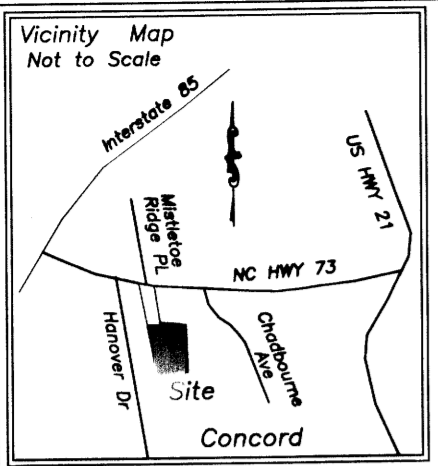 Vicinity Map
Not to Scale
Interstate 85
US HWY 21
Mistletoe
Ridge PL
NC HWY 73
Hanover Dr
Chadbourne
Ave
Site
Concord